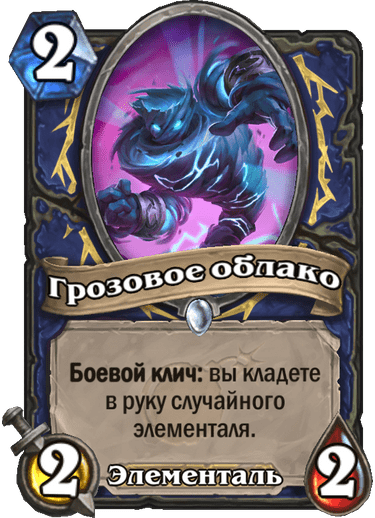 2
Грозовое облако
Боевой клич: вы кладете
в руку случайного
элементаля.
2 Элементаль 2